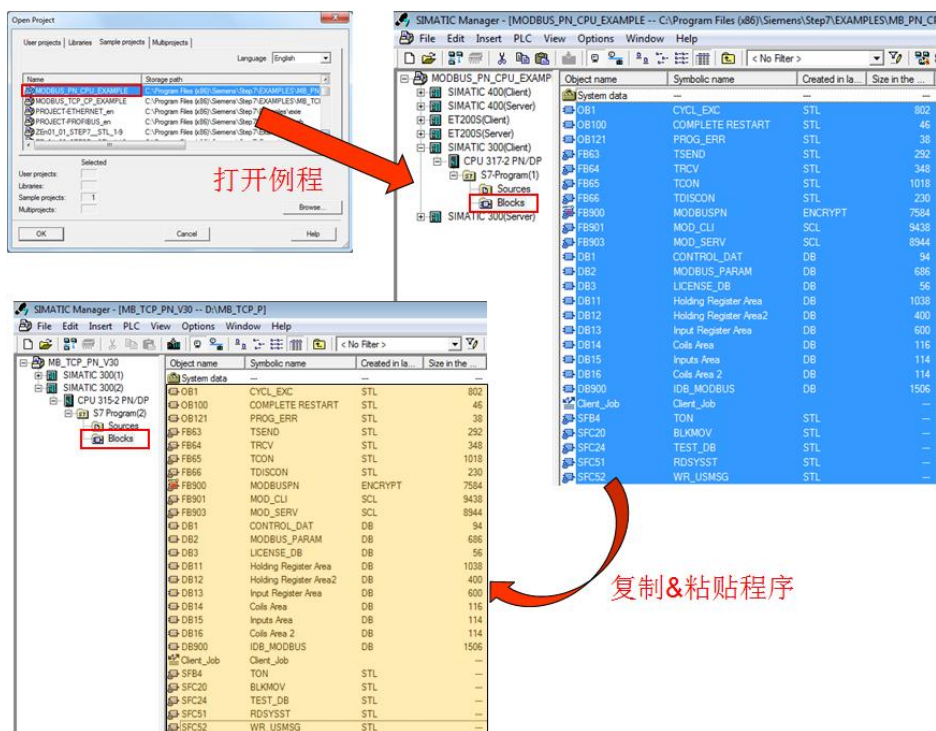 Open Project
User projects Libraries Sample projects Multiprojects
Language English
Name Storage path
MODBUS_PN_CPU_EXAMPLE C:\Program Files (x86)\Siemens\Step7\EXAMPLES\MB_PN
MODBUS_TCP_CP_EXAMPLE C:\Program Files (x86)\Siemens\Step7\EXAMPLES\MB_TCI
PROJECT-ETHERNET_en C:\Program Files (x86)\Siemens\Step7\Examples\exe
PROJECT-PROFIBUS_en C:\Program Files (x86)\Siemens\Step7\Examples
ZEn01_01_STEP7__STL_1-9 C:\Program Files (x86)\Siemens\Step7\Examples
Selected
User projects:
Libraries:
Sample projects: 1
Multiprojects:
Browse...
OK Cancel Help
打开例程
SIMATIC Manager - [MODBUS_PN_CPU_EXAMPLE -- C:\Program Files (x86)\Siemens\Step7\EXAMPLES\MB_PN_CP
File Edit Insert PLC View Options Window Help
< No Filter >
MODBUS_PN_CPU_EXAMP
SIMATIC 400(Client)
SIMATIC 400(Server)
ET200S(Client)
ET200S(Server)
SIMATIC 300(Client)
CPU 317-2 PN/DP
S7-Program(1)
Sources
Blocks
SIMATIC 300(Server)
Object name Symbolic name Created in la... Size in the ...
System data --- --- ---
OB1 CYCL_EXC STL 802
OB100 COMPLETE RESTART STL 46
OB121 PROG_ERR STL 38
FB63 TSEND STL 292
FB64 TRCV STL 348
FB65 TCON STL 1018
FB66 TDISCON STL 230
FB900 MODBUSPN ENCRYPT 7584
FB901 MOD_CLI SCL 9438
FB903 MOD_SERV SCL 8944
DB1 CONTROL_DAT DB 94
DB2 MODBUS_PARAM DB 686
DB3 LICENSE_DB DB 56
DB11 Holding Register Area DB 1038
DB12 Holding Register Area2 DB 400
DB13 Input Register Area DB 600
DB14 Coils Area DB 116
DB15 Inputs Area DB 114
DB16 Coils Area 2 DB 114
DB900 IDB_MODBUS DB 1506
Client_Job Client_Job ---
SFB4 TON STL ---
SFC20 BLKMOV STL ---
SFC24 TEST_DB STL ---
SFC51 RDSYSST STL ---
SFC52 WR_USMSG STL ---
复制&粘贴程序
SIMATIC Manager - [MB_TCP_PN_V30 -- D:\MB_TCP_P]
File Edit Insert PLC View Options Window Help
< No Filter >
MB_TCP_PN_V30
SIMATIC 300(1)
SIMATIC 300(2)
CPU 315-2 PN/DP
S7 Program(2)
Sources
Blocks
Object name Symbolic name Created in la... Size in the ...
System data --- --- ---
OB1 CYCL_EXC STL 802
OB100 COMPLETE RESTART STL 46
OB121 PROG_ERR STL 38
FB63 TSEND STL 292
FB64 TRCV STL 348
FB65 TCON STL 1018
FB66 TDISCON STL 230
FB900 MODBUSPN ENCRYPT 7584
FB901 MOD_CLI SCL 9438
FB903 MOD_SERV SCL 8944
DB1 CONTROL_DAT DB 94
DB2 MODBUS_PARAM DB 686
DB3 LICENSE_DB DB 56
DB11 Holding Register Area DB 1038
DB12 Holding Register Area2 DB 400
DB13 Input Register Area DB 600
DB14 Coils Area DB 116
DB15 Inputs Area DB 114
DB16 Coils Area 2 DB 114
DB900 IDB_MODBUS DB 1506
Client_Job Client_Job ---
SFB4 TON STL ---
SFC20 BLKMOV STL ---
SFC24 TEST_DB STL ---
SFC51 RDSYSST STL ---
SFC52 WR_USMSG STL ---